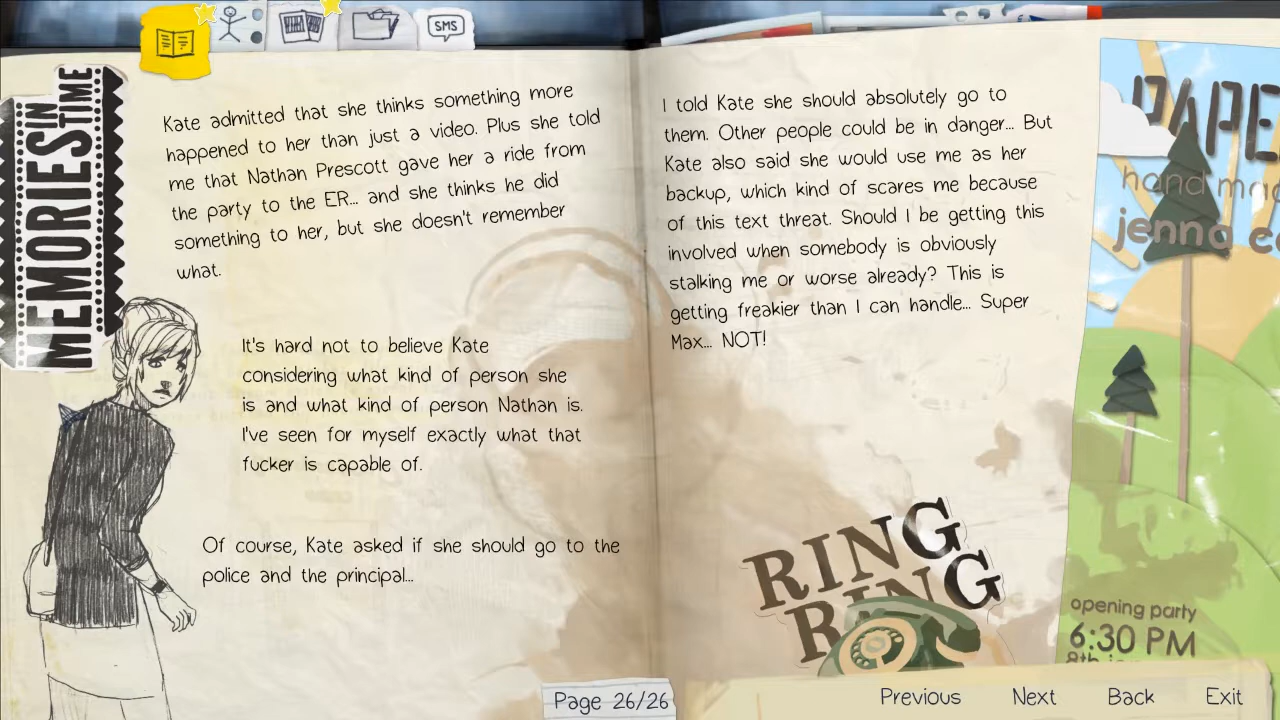 SMS
MEMORIES IN TIME
Kate admitted that she thinks something more
happened to her than just a video. Plus she told
me that Nathan Prescott gave her a ride from
the party to the ER... and she thinks he did
something to her, but she doesn't remember
what.
It's hard not to believe Kate
considering what kind of person she
is and what kind of person Nathan is.
I've seen for myself exactly what that
fucker is capable of.
Of course, Kate asked if she should go to the
police and the principal...
I told Kate she should absolutely go to
them. Other people could be in danger... But
Kate also said she would use me as her
backup, which kind of scares me because
of this text threat. Should I be getting this
involved when somebody is obviously
stalking me or worse already? This is
getting freakier than I can handle... Super
Max... NOT!
RING
RING
PAPE
hand mad
jenna
opening party
6:30 PM
8th
Page 26/26
Previous Next Back Exit